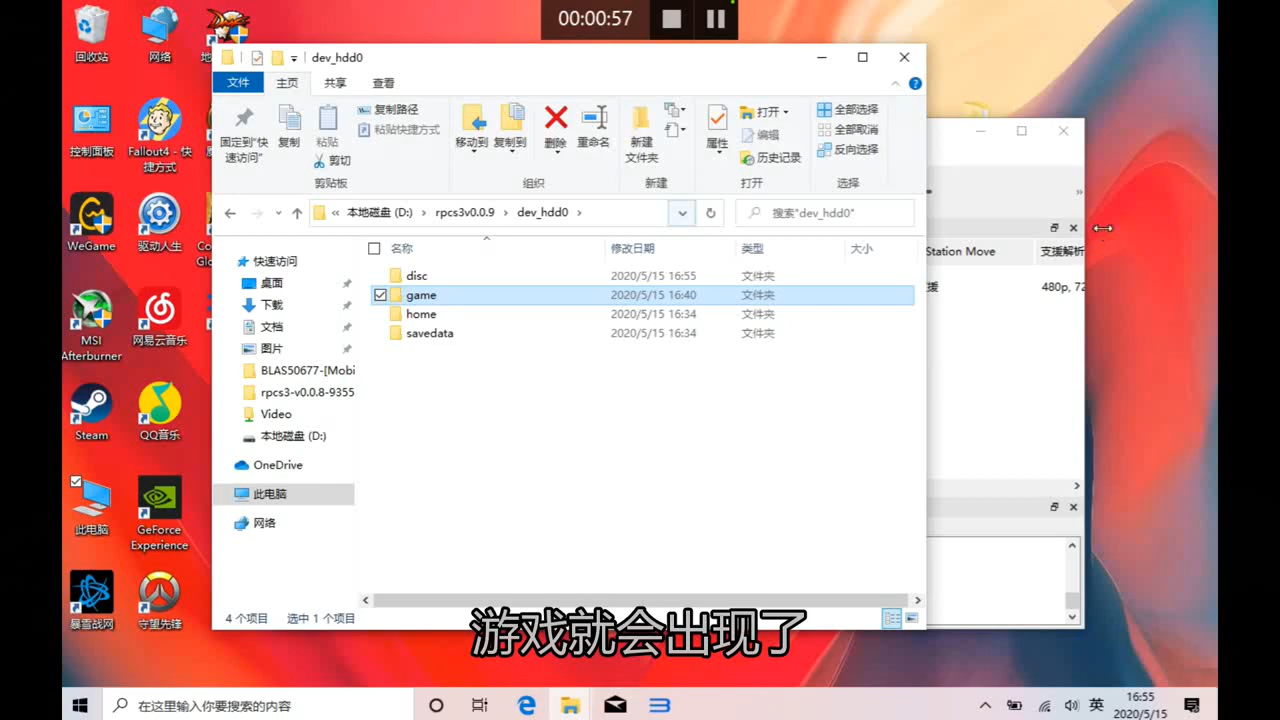 00:00:57
回收站
网络
控制面板
Fallout4 - 快捷方式
WeGame
驱动人生
MSI Afterburner
网易云音乐
Steam
QQ音乐
此电脑
GeForce Experience
暴雪战网
守望先锋
dev_hdd0
文件
主页
共享
查看
固定到"快速访问"
复制
粘贴
复制路径
粘贴快捷方式
剪切
剪贴板
移动到
复制到
删除
重命名
组织
新建文件夹
新建
属性
打开
编辑
历史记录
打开
全部选择
全部取消
反向选择
选择
« 本地磁盘 (D:) › rpcs3v0.0.9 › dev_hdd0 ›
搜索"dev_hdd0"
名称 修改日期 类型 大小
disc 2020/5/15 16:55 文件夹
game 2020/5/15 16:40 文件夹
home 2020/5/15 16:34 文件夹
savedata 2020/5/15 16:34 文件夹
快速访问
桌面
下载
文档
图片
BLAS50677-[Mobi
rpcs3-v0.0.8-9355
Video
本地磁盘 (D:)
OneDrive
此电脑
网络
4 个项目 选中 1 个项目
Station Move 支援解析
援 480p, 72
游戏就会出现了
在这里输入你要搜索的内容
英
16:55
2020/5/15